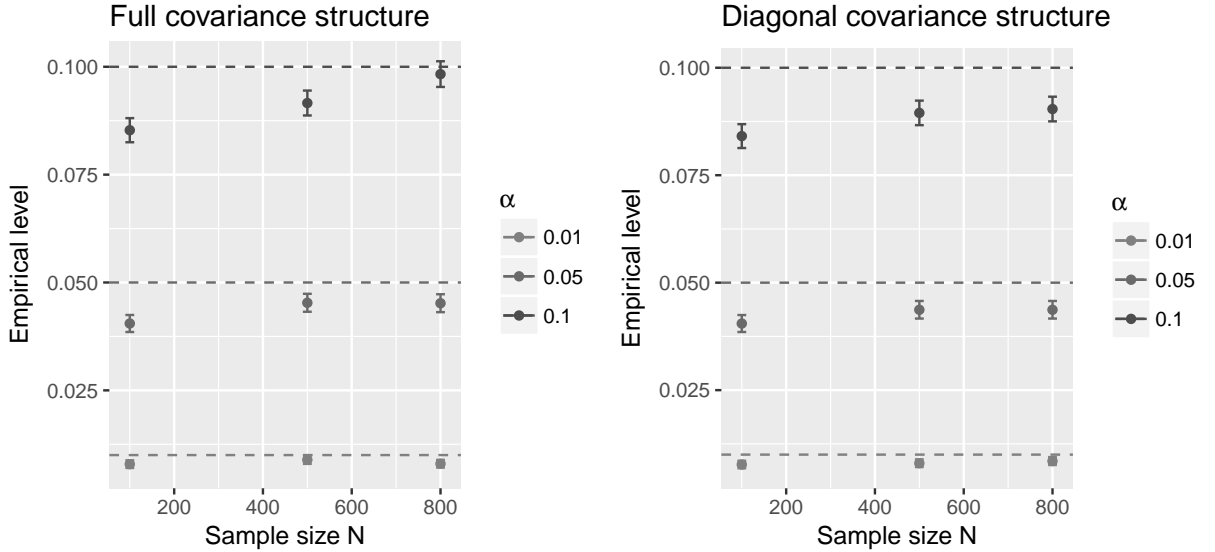 Full covariance structure
0.100
0.075
0.050
0.025
Empirical level
200 400 600 800
Sample size N
α
0.01
0.05
0.1
Diagonal covariance structure
0.100
0.075
0.050
0.025
Empirical level
200 400 600 800
Sample size N
α
0.01
0.05
0.1